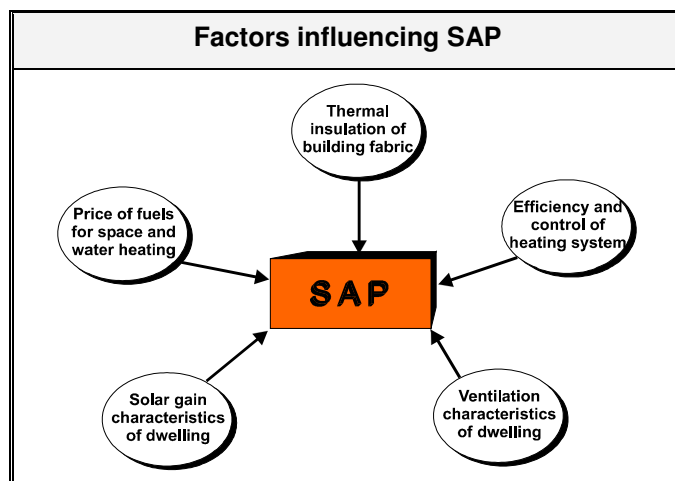 Factors influencing SAP
Thermal
insulation of
building fabric
Price of fuels
for space and
water heating
Efficiency and
control of
heating system
SAP
Solar gain
characteristics
of dwelling
Ventilation
characteristics
of dwelling